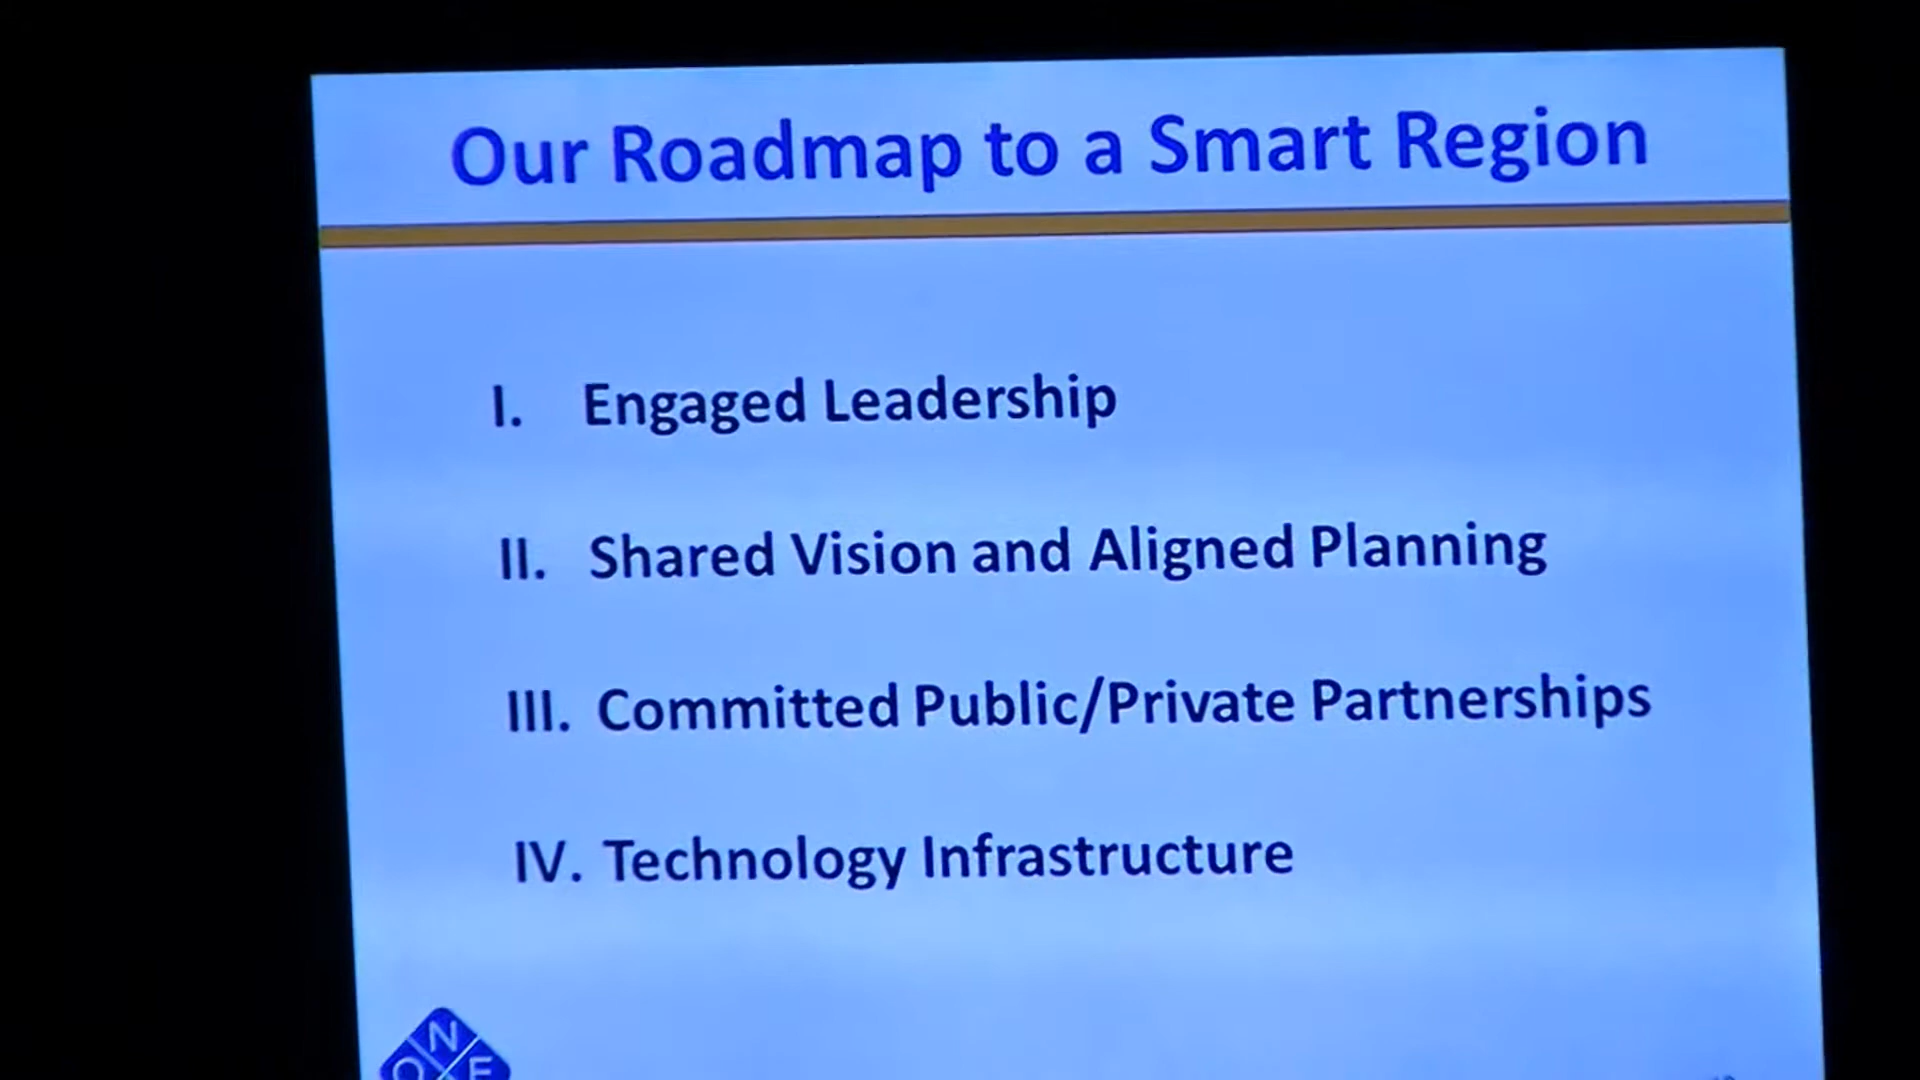 Our Roadmap to a Smart Region
I. Engaged Leadership
II. Shared Vision and Aligned Planning
III. Committed Public/Private Partnerships
IV. Technology Infrastructure
N
O E